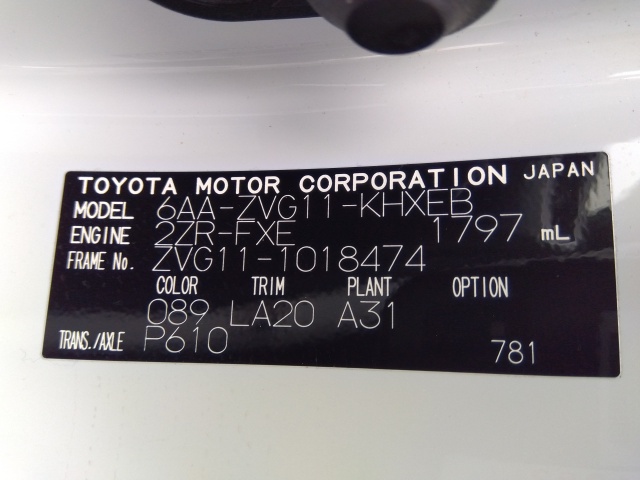 TOYOTA MOTOR CORPORATION JAPAN
MODEL 6AA-ZVG11-KHXEB
ENGINE 2ZR-FXE 1797 mL
FRAME No. ZVG11-1018474
COLOR TRIM PLANT OPTION
089 LA20 A31
TRANS./AXLE P610
781